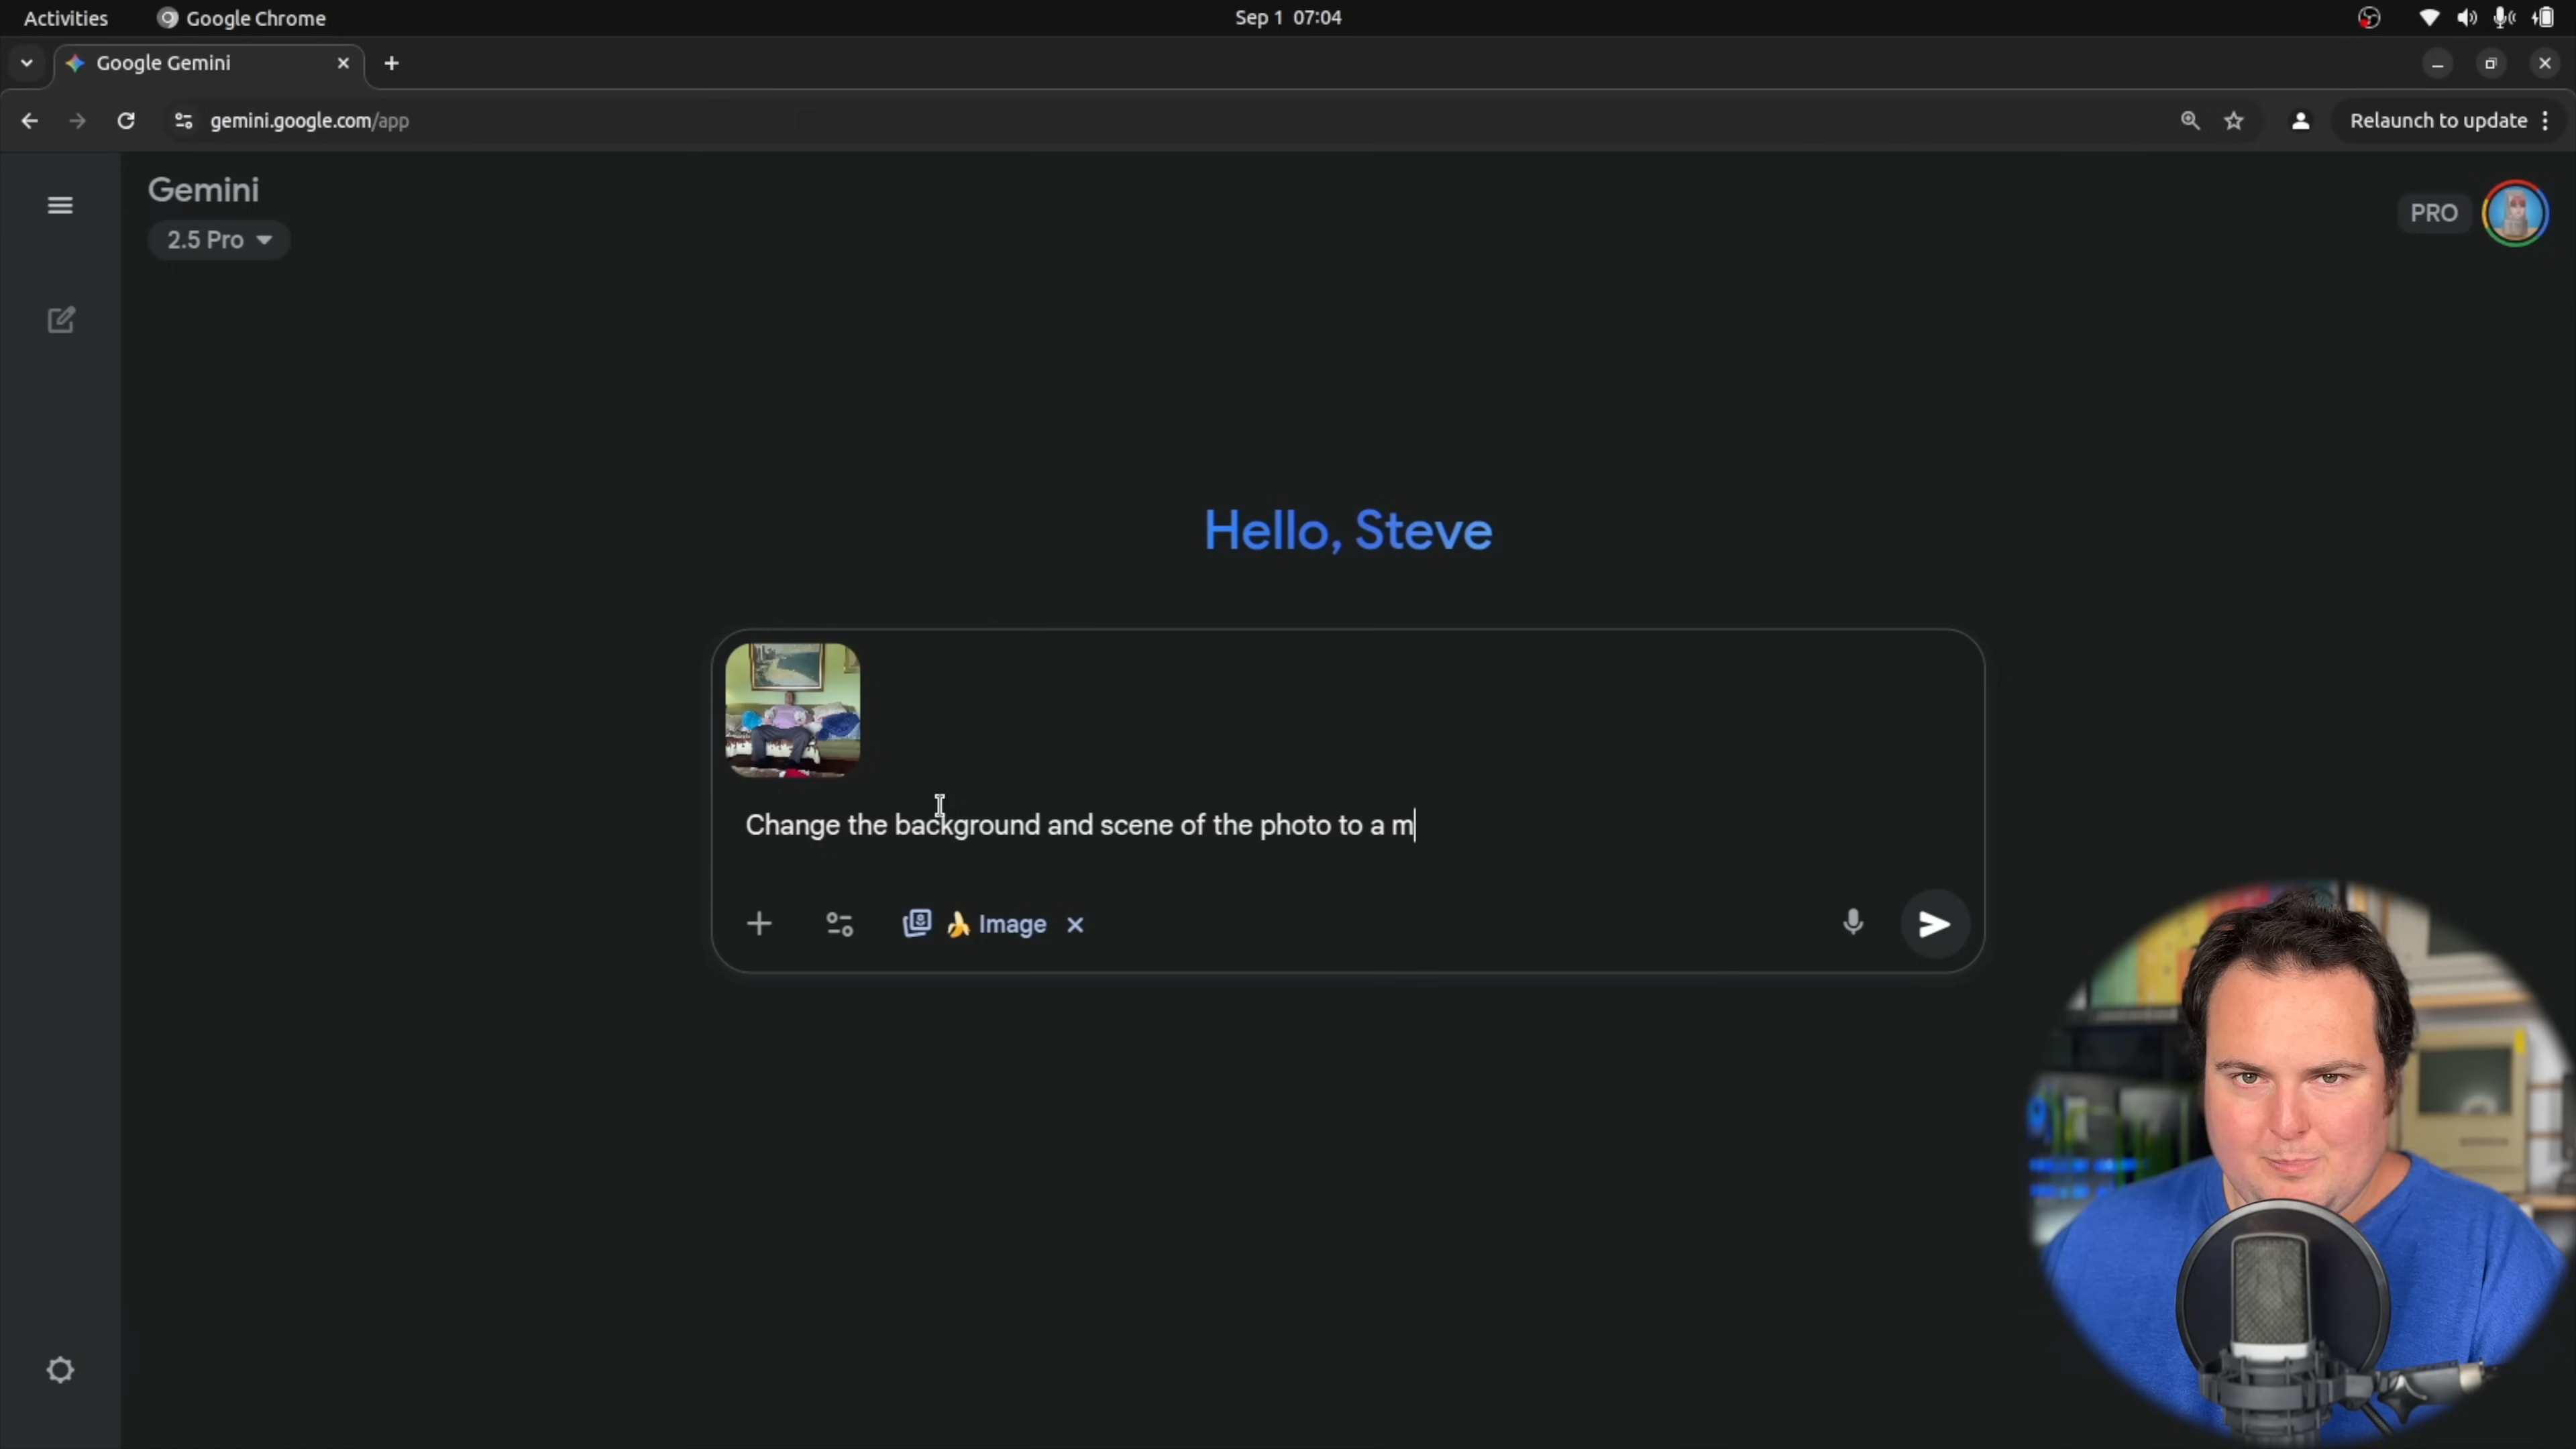 Activities
Google Chrome
Sep 1 07:04
Google Gemini
gemini.google.com/app
Relaunch to update
Gemini
2.5 Pro
PRO
Hello, Steve
Change the background and scene of the photo to a m
Image